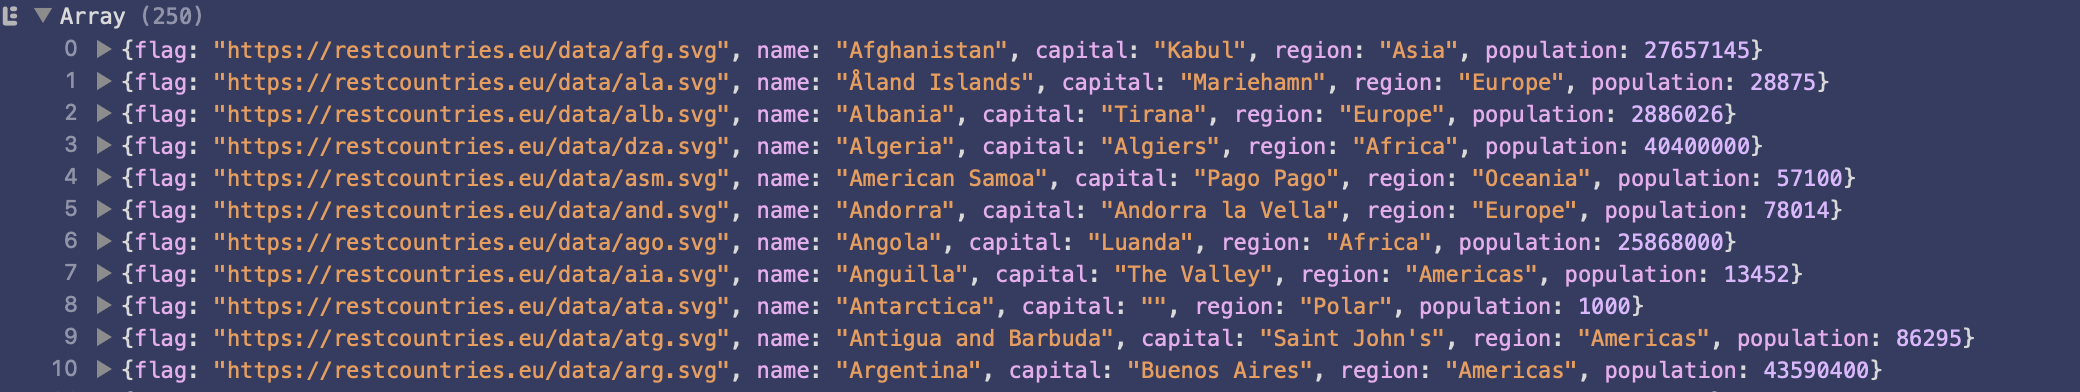 Array (250)
0 {flag: "https://restcountries.eu/data/afg.svg", name: "Afghanistan", capital: "Kabul", region: "Asia", population: 27657145}
1 {flag: "https://restcountries.eu/data/ala.svg", name: "Åland Islands", capital: "Mariehamn", region: "Europe", population: 28875}
2 {flag: "https://restcountries.eu/data/alb.svg", name: "Albania", capital: "Tirana", region: "Europe", population: 2886026}
3 {flag: "https://restcountries.eu/data/dza.svg", name: "Algeria", capital: "Algiers", region: "Africa", population: 40400000}
4 {flag: "https://restcountries.eu/data/asm.svg", name: "American Samoa", capital: "Pago Pago", region: "Oceania", population: 57100}
5 {flag: "https://restcountries.eu/data/and.svg", name: "Andorra", capital: "Andorra la Vella", region: "Europe", population: 78014}
6 {flag: "https://restcountries.eu/data/ago.svg", name: "Angola", capital: "Luanda", region: "Africa", population: 25868000}
7 {flag: "https://restcountries.eu/data/aia.svg", name: "Anguilla", capital: "The Valley", region: "Americas", population: 13452}
8 {flag: "https://restcountries.eu/data/ata.svg", name: "Antarctica", capital: "", region: "Polar", population: 1000}
9 {flag: "https://restcountries.eu/data/atg.svg", name: "Antigua and Barbuda", capital: "Saint John's", region: "Americas", population: 86295}
10 {flag: "https://restcountries.eu/data/arg.svg", name: "Argentina", capital: "Buenos Aires", region: "Americas", population: 43590400}